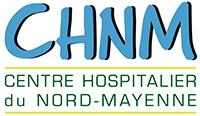 CHNM
CENTRE HOSPITALIER
du NORD-MAYENNE